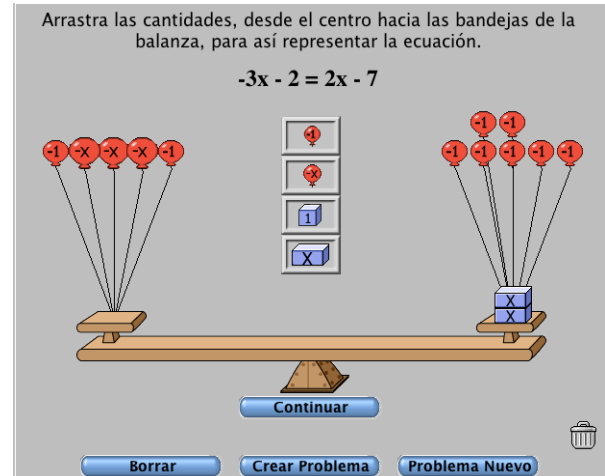 Arrastra las cantidades, desde el centro hacia las bandejas de la
balanza, para así representar la ecuación.
-3x - 2 = 2x - 7
-1 -1
-1 -x -x -x -1
-1 -1 -1 -1 -1
-1
-x
1
X
X
X
Continuar
Borrar Crear Problema Problema Nuevo